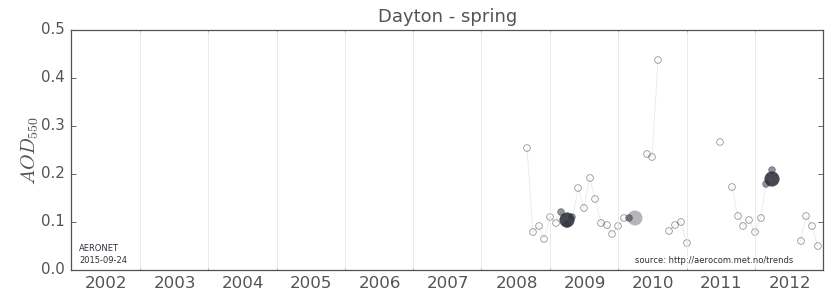 Dayton - spring
0.5
0.4
0.3
0.2
0.1
0.0
AOD550
AERONET
2015-09-24
source: http://aerocom.met.no/trends
2002 2003 2004 2005 2006 2007 2008 2009 2010 2011 2012